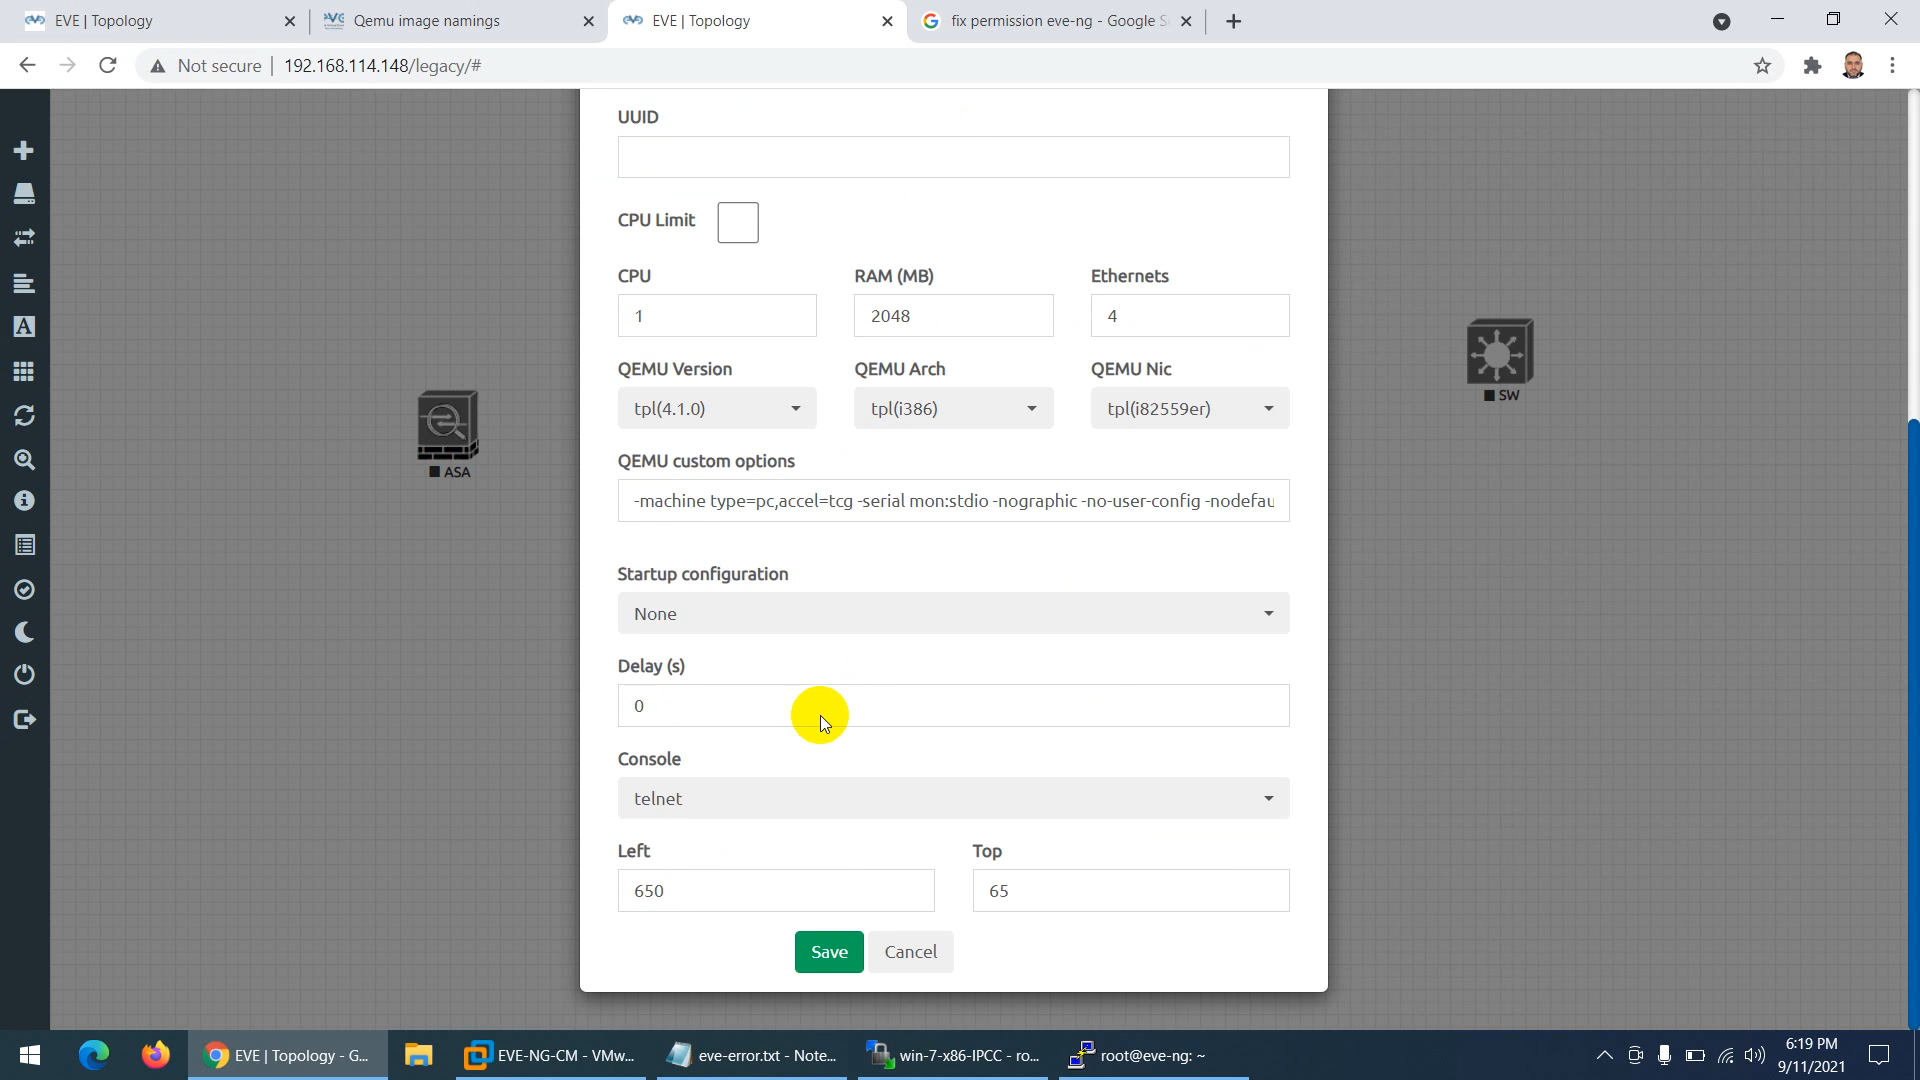 EVE | Topology
Qemu image namings
EVE | Topology
fix permission eve-ng - Google S
Not secure
192.168.114.148/legacy/#
UUID
CPU Limit
CPU
RAM (MB)
Ethernets
1
2048
4
QEMU Version
QEMU Arch
QEMU Nic
tpl(4.1.0)
tpl(i386)
tpl(i82559er)
QEMU custom options
-machine type=pc,accel=tcg -serial mon:stdio -nographic -no-user-config -nodefau
Startup configuration
None
Delay (s)
0
Console
telnet
Left
Top
650
65
Save
Cancel
ASA
SW
EVE | Topology - G...
EVE-NG-CM - VMw...
eve-error.txt - Note...
win-7-x86-IPCC - ro...
root@eve-ng: ~
6:19 PM
9/11/2021